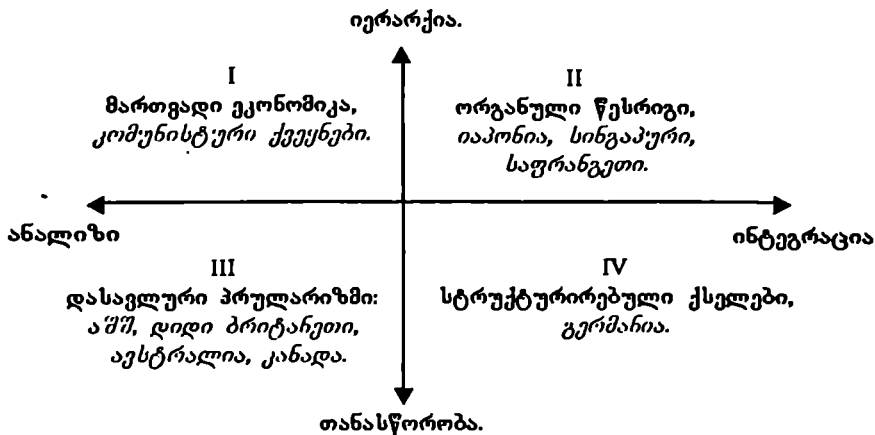 იერარქია.
I
მართვადი ეკონომიკა,
კომუნისტური ქვეყნები.
II
ორგანული წესრიგი,
იაპონია, სინგაპური,
საფრანგეთი.
ანალიზი
ინტეგრაცია
III
დასავლური პრულარიზმი:
აშშ, დიდი ბრიტანეთი,
ავსტრალია, კანადა.
IV
სტრუქტურირებული ქსელები,
გერმანია.
თანასწორობა.